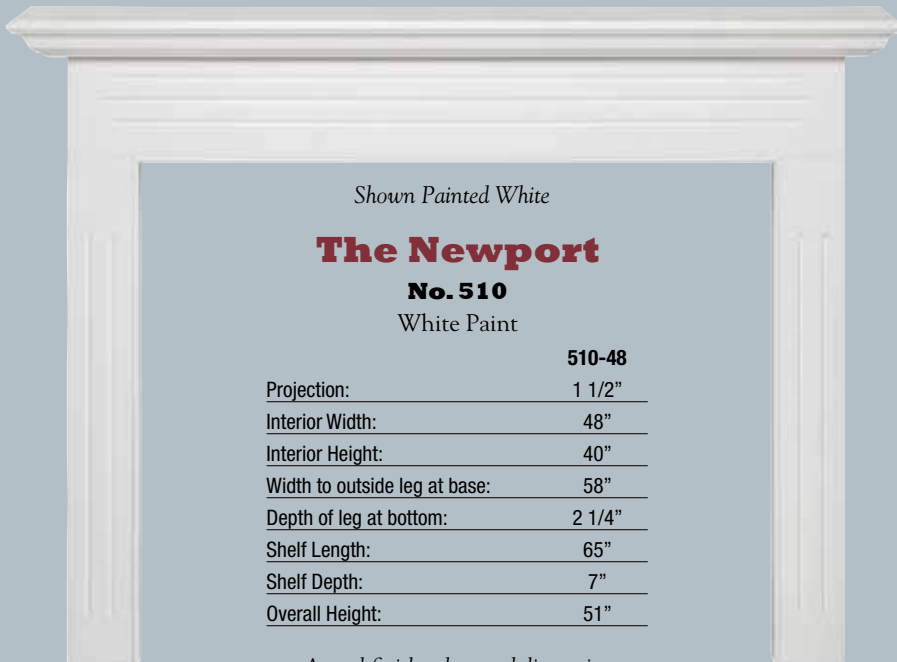 Shown Painted White
The Newport
No. 510
White Paint
510-48
Projection: 1 1/2”
Interior Width: 48”
Interior Height: 40”
Width to outside leg at base: 58”
Depth of leg at bottom: 2 1/4”
Shelf Length: 65”
Shelf Depth: 7”
Overall Height: 51”